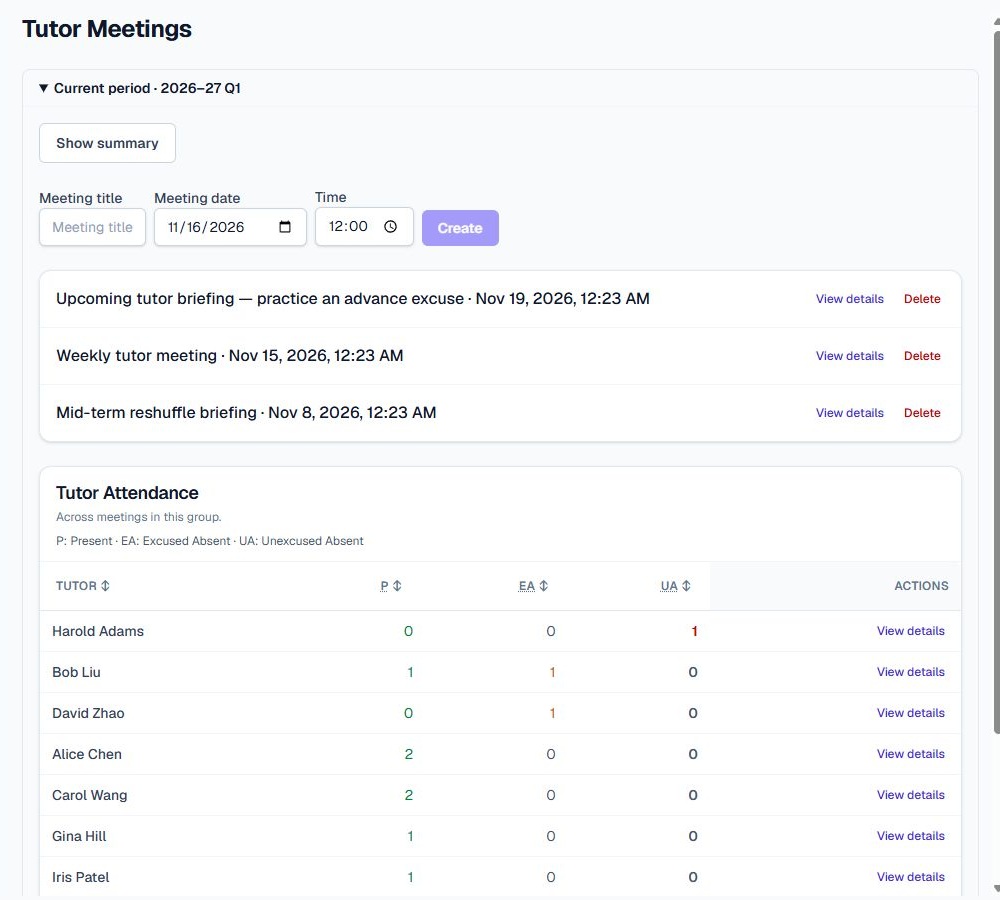 Tutor Meetings
▼ Current period · 2026–27 Q1
Show summary
Meeting title Meeting date Time
Meeting title 11/16/2026 12:00 Create
Upcoming tutor briefing — practice an advance excuse · Nov 19, 2026, 12:23 AM View details Delete
Weekly tutor meeting · Nov 15, 2026, 12:23 AM View details Delete
Mid-term reshuffle briefing · Nov 8, 2026, 12:23 AM View details Delete
Tutor Attendance
Across meetings in this group.
P: Present · EA: Excused Absent · UA: Unexcused Absent
TUTOR ↕ P ↕ EA ↕ UA ↕ ACTIONS
Harold Adams 0 0 1 View details
Bob Liu 1 1 0 View details
David Zhao 0 1 0 View details
Alice Chen 2 0 0 View details
Carol Wang 2 0 0 View details
Gina Hill 1 0 0 View details
Iris Patel 1 0 0 View details